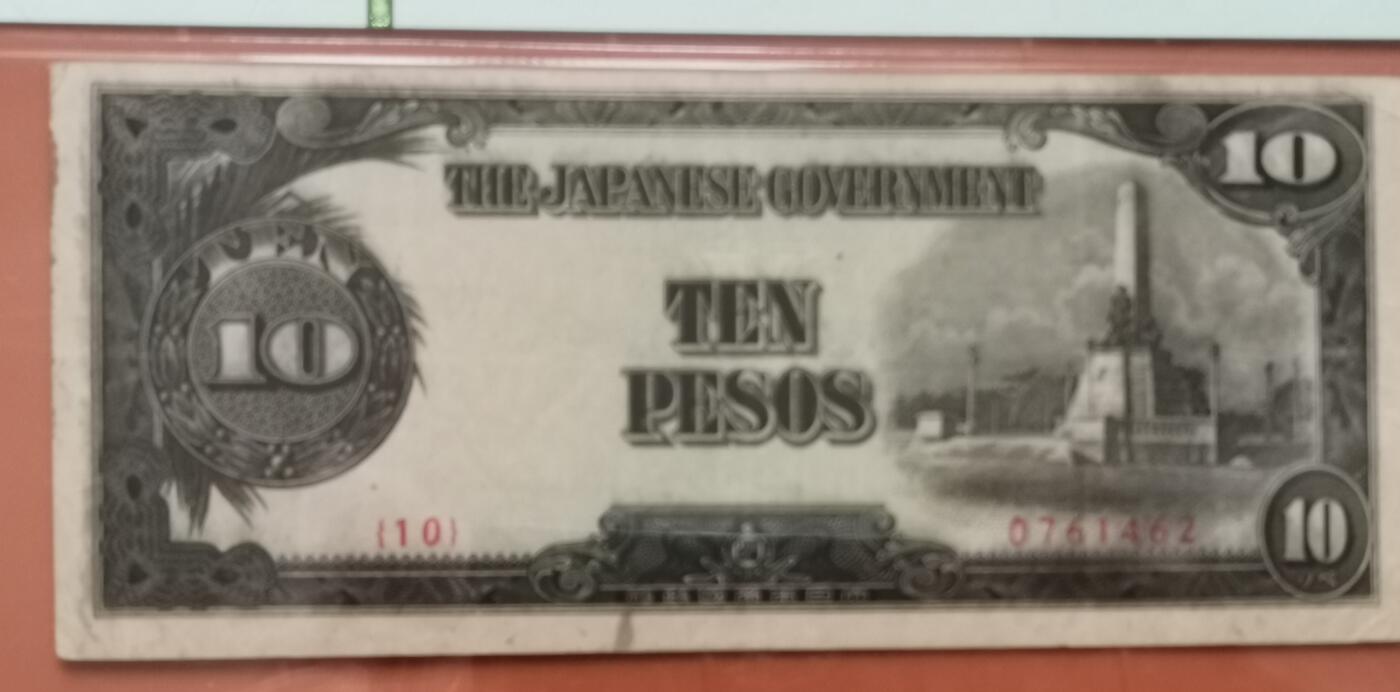 THE JAPANESE GOVERNMENT
10
10
TEN
PESOS
{10}
0761462
10